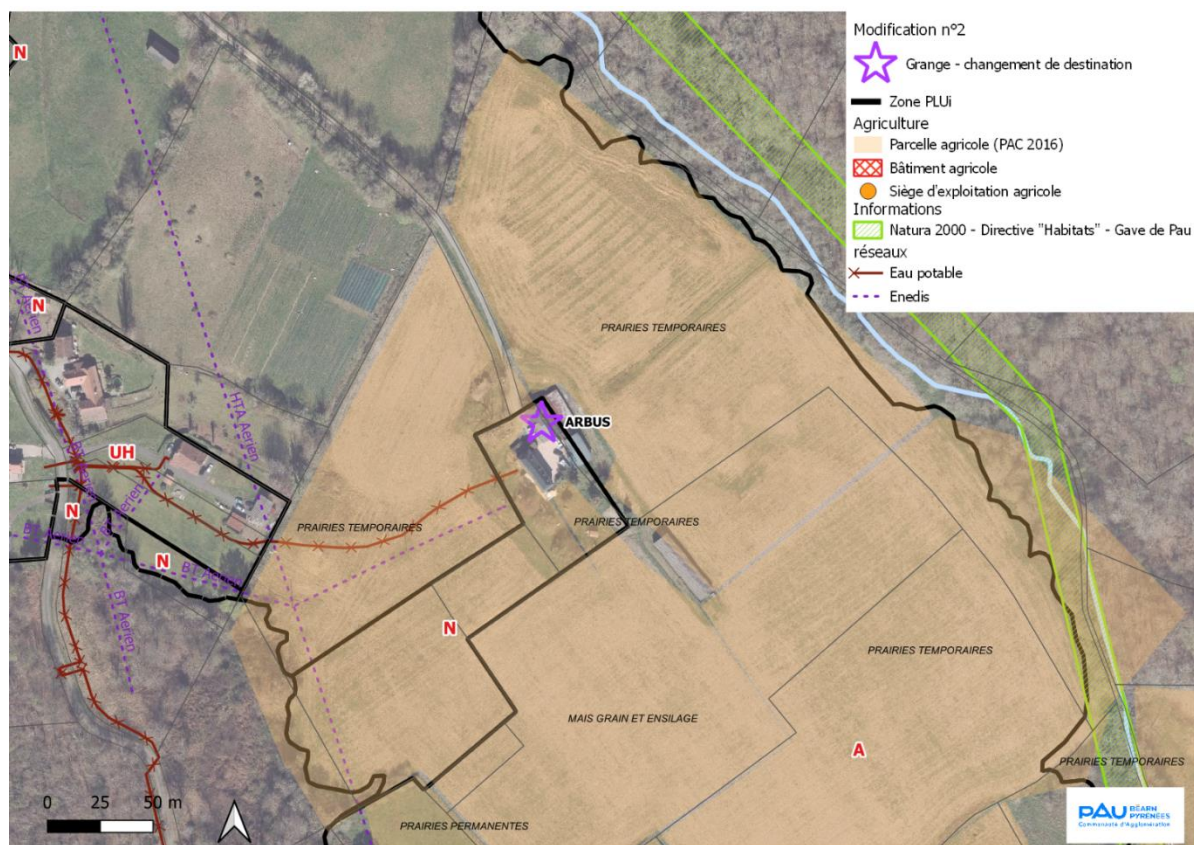 Modification n°2
Grange - changement de destination
Zone PLUi
Agriculture
Parcelle agricole (PAC 2016)
Bâtiment agricole
Siège d'exploitation agricole
Informations
Natura 2000 - Directive "Habitats" - Gave de Pau
réseaux
Eau potable
Enedis
N
N
HTA Aerien
UH
N
N
BT Aerien
BT Aerien
ARBUS
PRAIRIES TEMPORAIRES
PRAIRIES TEMPORAIRES
PRAIRIES TEMPORAIRES
N
PRAIRIES TEMPORAIRES
MAIS GRAIN ET ENSILAGE
A
PRAIRIES TEMPORAIRES
PRAIRIES PERMANENTES
0 25 50 m
PAU BÉARN
PYRÉNÉES
Communauté d'Agglomération